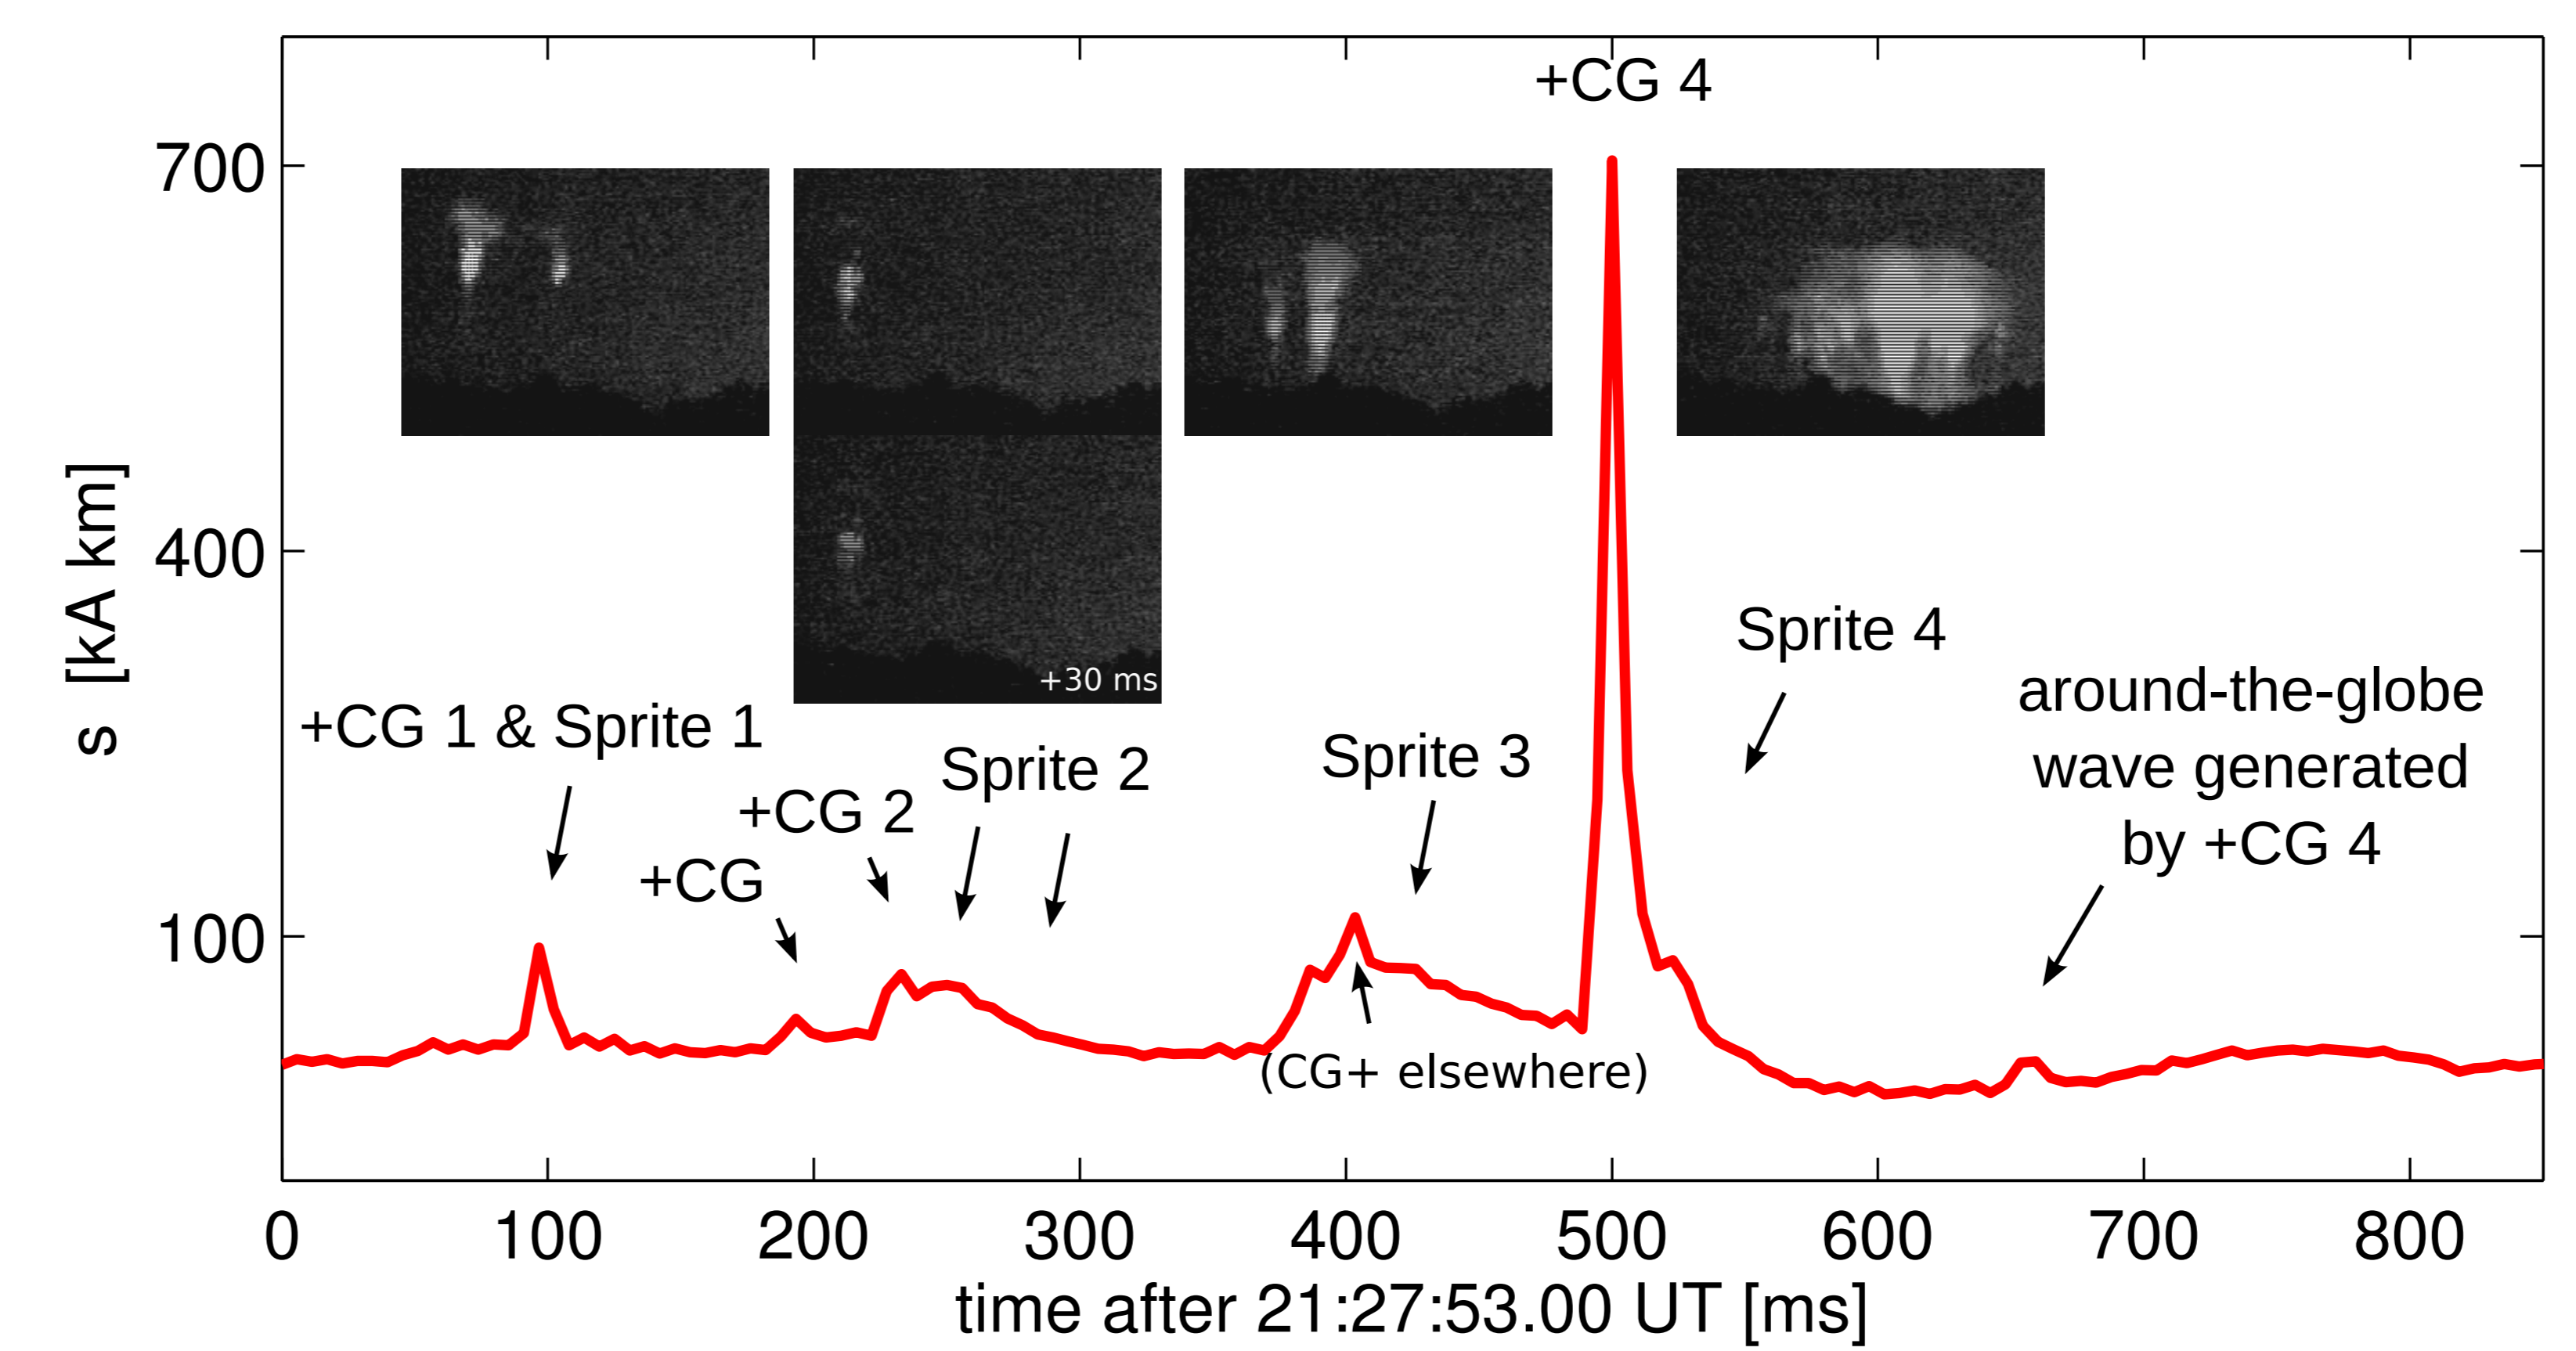 +CG 4
700
400
100
s [kA km]
+30 ms
+CG 1 & Sprite 1
+CG
+CG 2
Sprite 2
Sprite 3
(CG+ elsewhere)
Sprite 4
around-the-globe
wave generated
by +CG 4
0 100 200 300 400 500 600 700 800
time after 21:27:53.00 UT [ms]